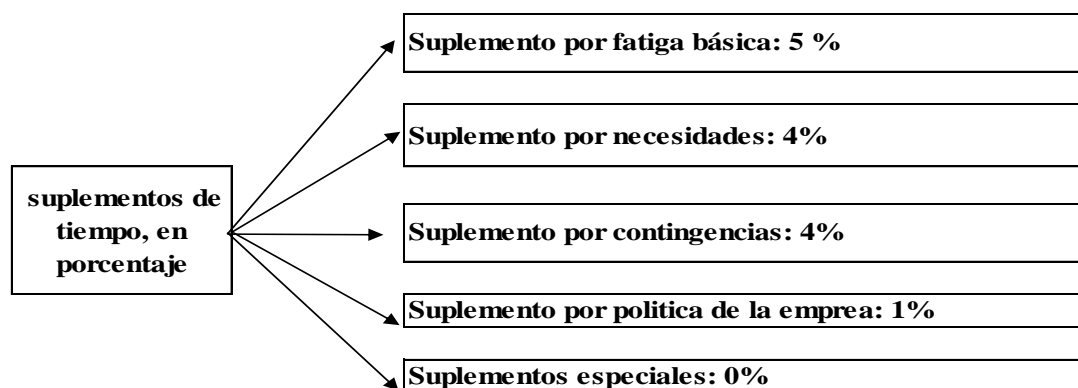 Suplemento por fatiga básica: 5 %
Suplemento por necesidades: 4%
suplementos de
tiempo, en
porcentaje
Suplemento por contingencias: 4%
Suplemento por politica de la emprea: 1%
Suplementos especiales: 0%